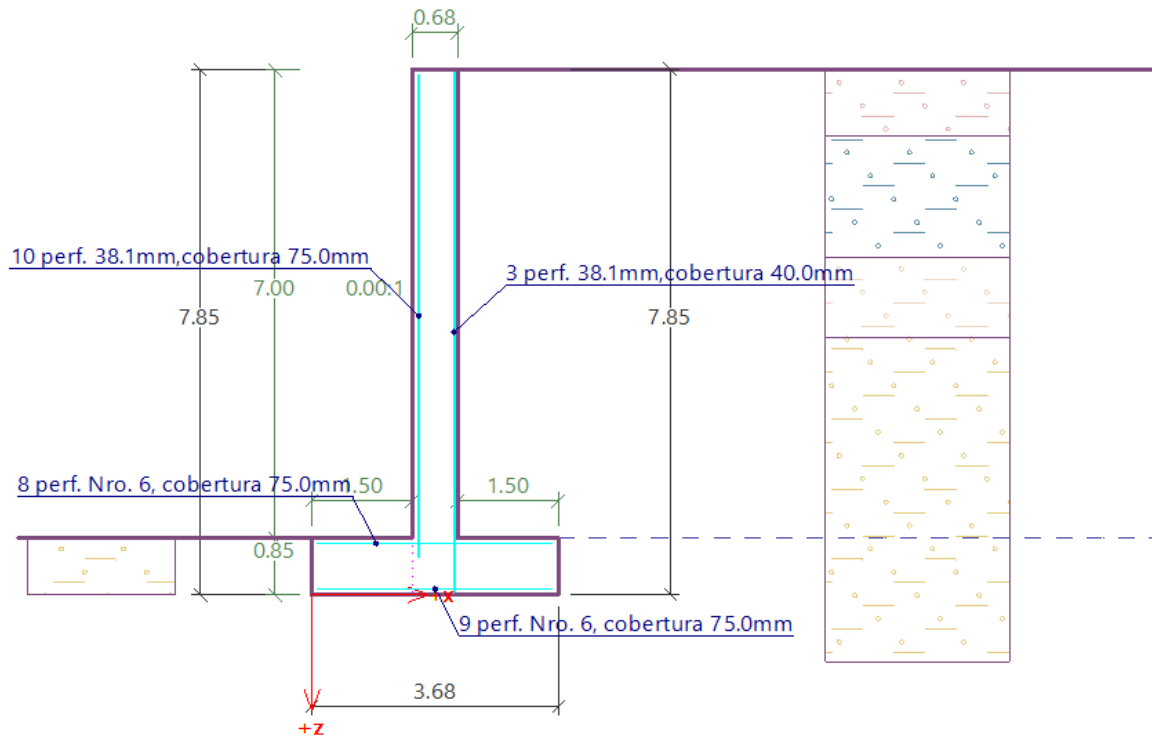 0.68
10 perf. 38.1mm,cobertura 75.0mm
3 perf. 38.1mm,cobertura 40.0mm
7.00
0.00:1
7.85
7.85
8 perf. Nro. 6, cobertura 75.0mm
1.50
1.50
0.85
+x
9 perf. Nro. 6, cobertura 75.0mm
3.68
+z